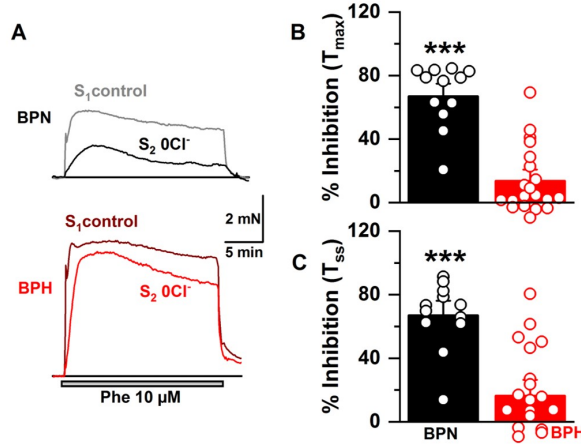 A
S1control
BPN
S2 0Cl-
2 mN
5 min
S1control
BPH
S2 0Cl-
Phe 10 µM
B
% Inhibition (Tmax)
120
80
40
0
***
C
% Inhibition (Tss)
120
80
40
0
***
BPN
BPH